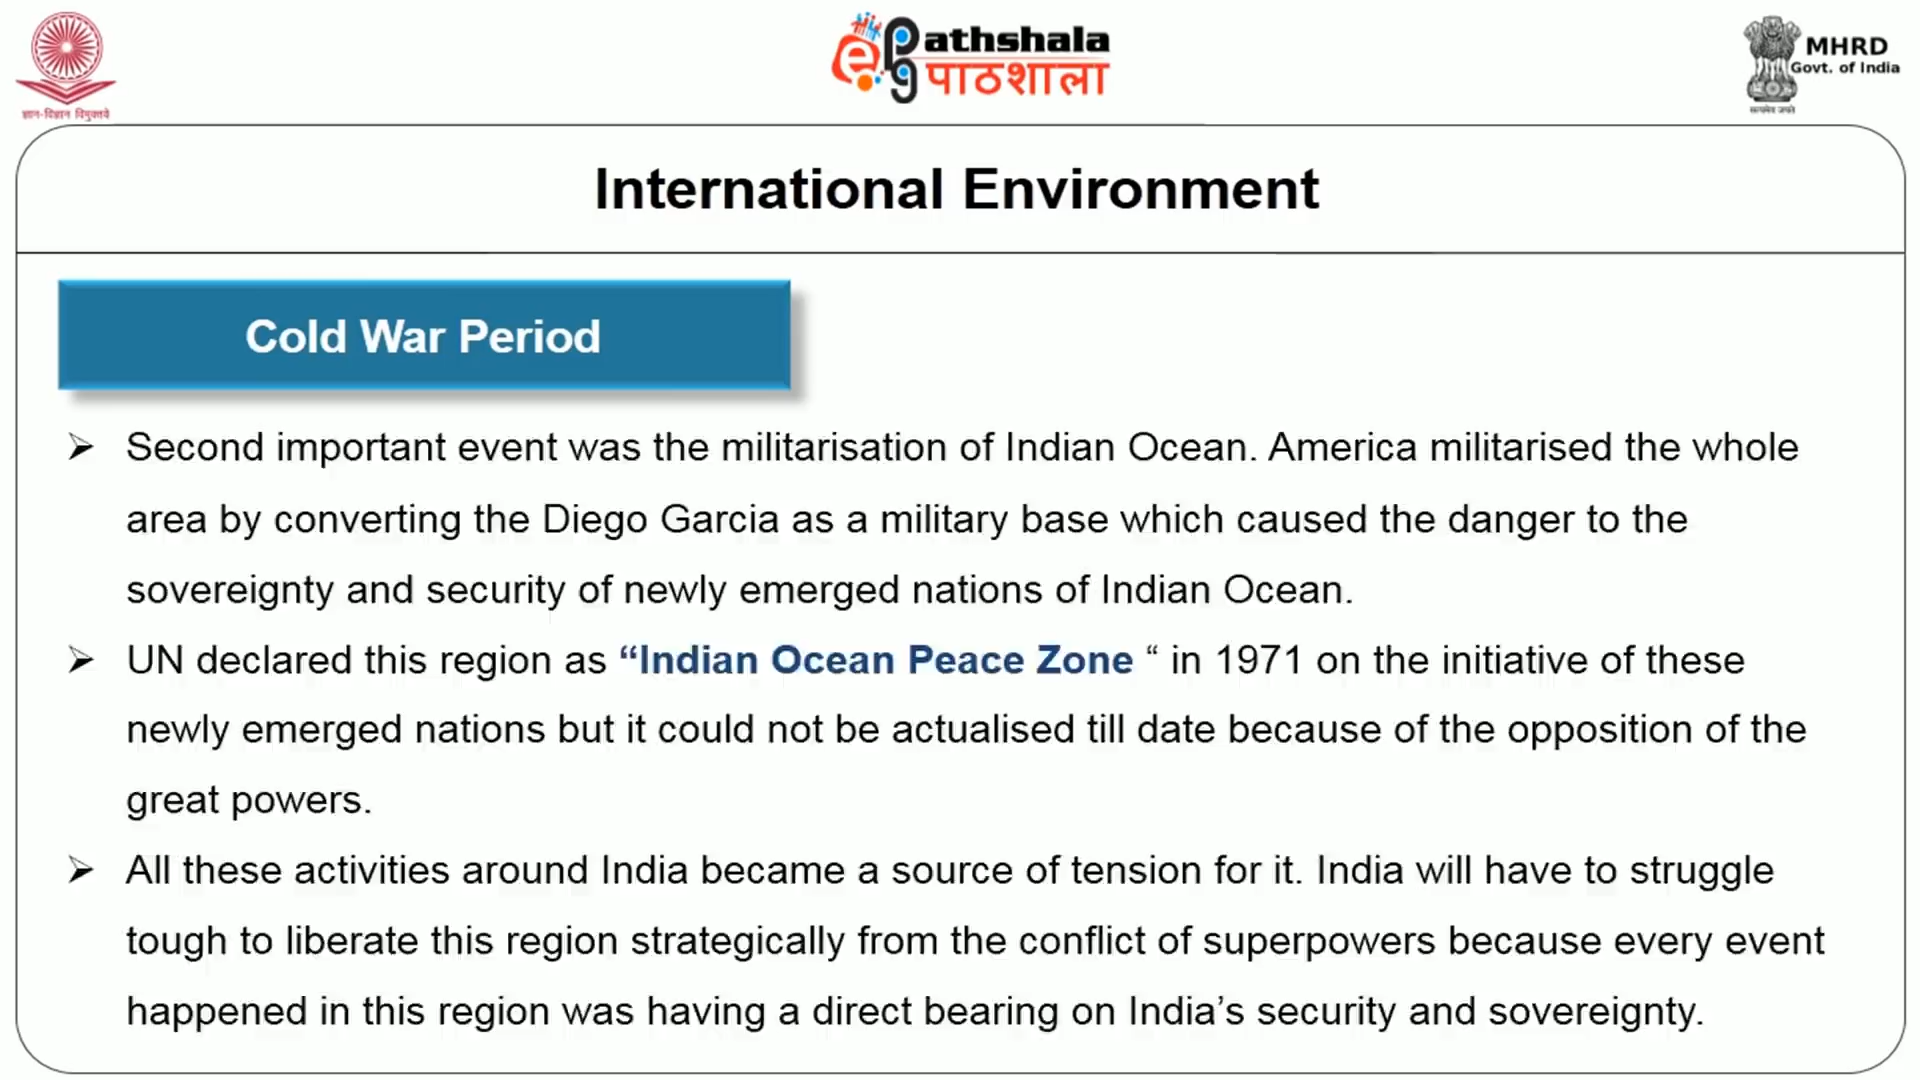 ज्ञान-विज्ञान विमुक्तये
e Pg Pathshala
पाठशाला
MHRD
Govt. of India
सत्यमेव जयते
International Environment
Cold War Period
➢ Second important event was the militarisation of Indian Ocean. America militarised the whole
area by converting the Diego Garcia as a military base which caused the danger to the
sovereignty and security of newly emerged nations of Indian Ocean.
➢ UN declared this region as “Indian Ocean Peace Zone “ in 1971 on the initiative of these
newly emerged nations but it could not be actualised till date because of the opposition of the
great powers.
➢ All these activities around India became a source of tension for it. India will have to struggle
tough to liberate this region strategically from the conflict of superpowers because every event
happened in this region was having a direct bearing on India’s security and sovereignty.